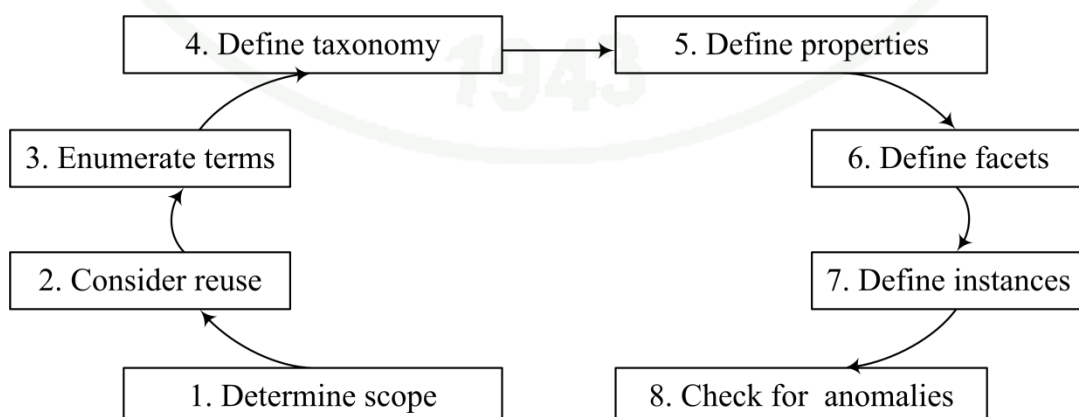 4. Define taxonomy
5. Define properties
1943
3. Enumerate terms
6. Define facets
2. Consider reuse
7. Define instances
1. Determine scope
8. Check for anomalies